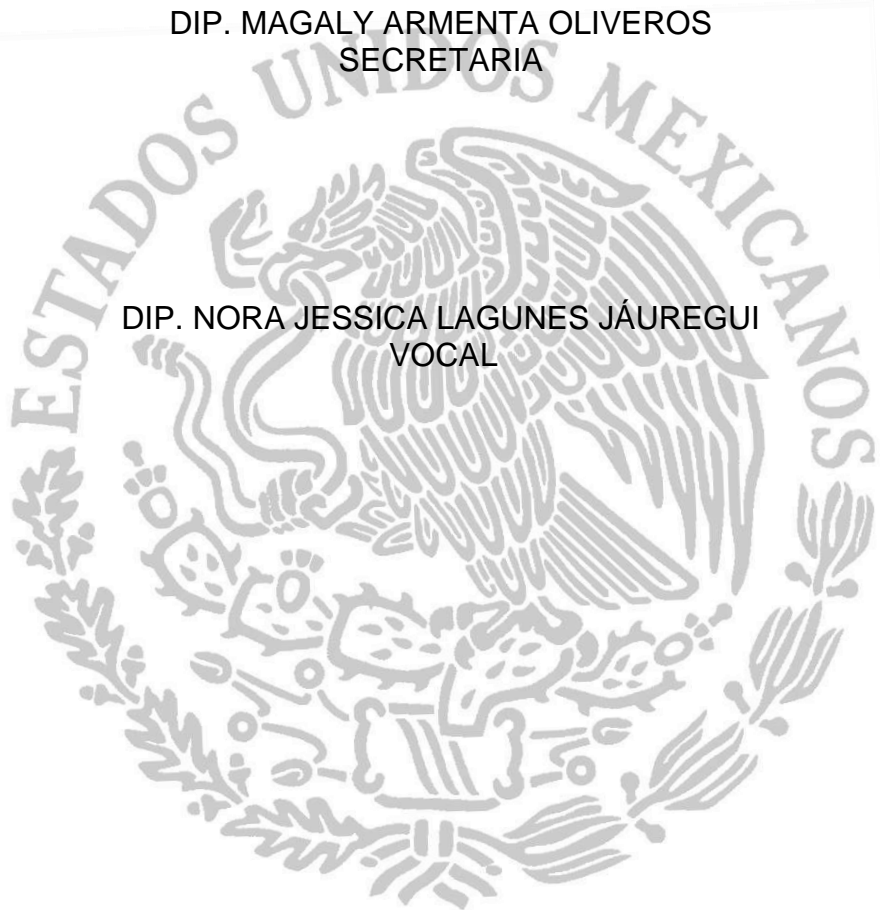 DIP. MAGALY ARMENTA OLIVEROS
SECRETARIA
ESTADOS UNIDOS MEXICANOS
DIP. NORA JESSICA LAGUNES JÁUREGUI
VOCAL